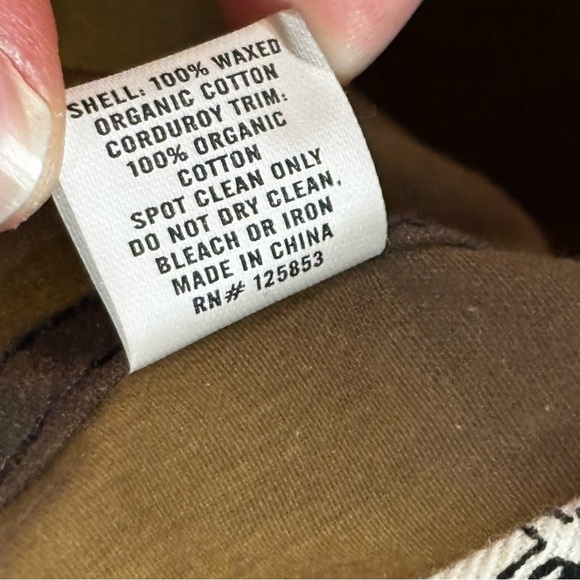 SHELL: 100% WAXED
ORGANIC COTTON
CORDUROY TRIM:
100% ORGANIC
COTTON
SPOT CLEAN ONLY
DO NOT DRY CLEAN,
BLEACH OR IRON
MADE IN CHINA
RN# 125853